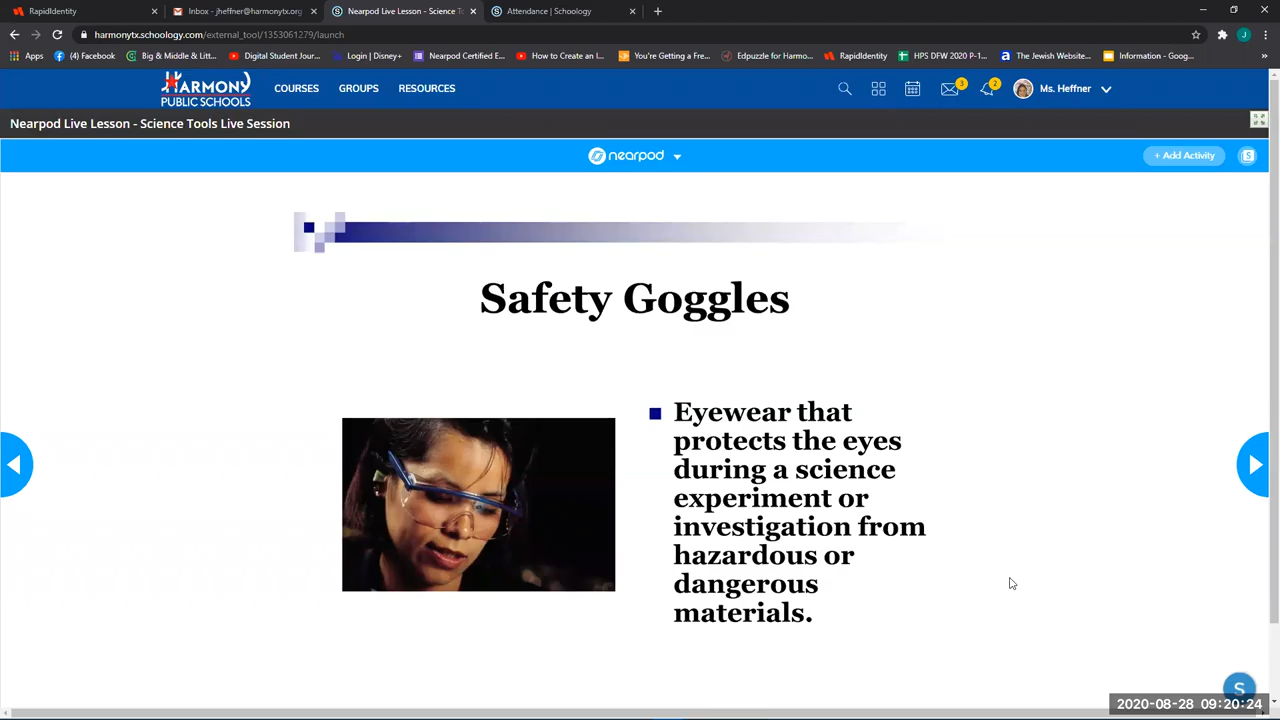 RapidIdentity
Inbox - jheffner@harmonytx.org
Nearpod Live Lesson - Science T
Attendance | Schoology
harmonytx.schoology.com/external_tool/1353061279/launch
Apps
(4) Facebook
Big & Middle & Litt...
Digital Student Jour...
Login | Disney+
Nearpod Certified E...
How to Create an I...
You're Getting a Fre...
Edpuzzle for Harmo...
RapidIdentity
HPS DFW 2020 P-1...
The Jewish Website...
Information - Goog...
HARMONY
PUBLIC SCHOOLS
COURSES
GROUPS
RESOURCES
3
2
Ms. Heffner
Nearpod Live Lesson - Science Tools Live Session
nearpod
+ Add Activity
S
Safety Goggles
Eyewear that
protects the eyes
during a science
experiment or
investigation from
hazardous or
dangerous
materials.
S
2020-08-28 09:20:24